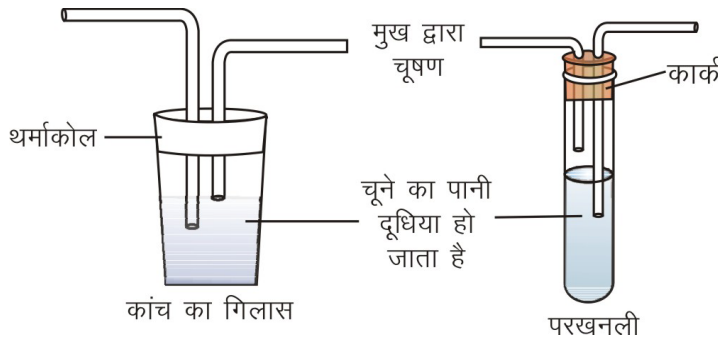 मुख द्वारा
चूषण
कार्क
थर्माकोल
चूने का पानी
दूधिया हो
जाता है
कांच का गिलास
परखनली